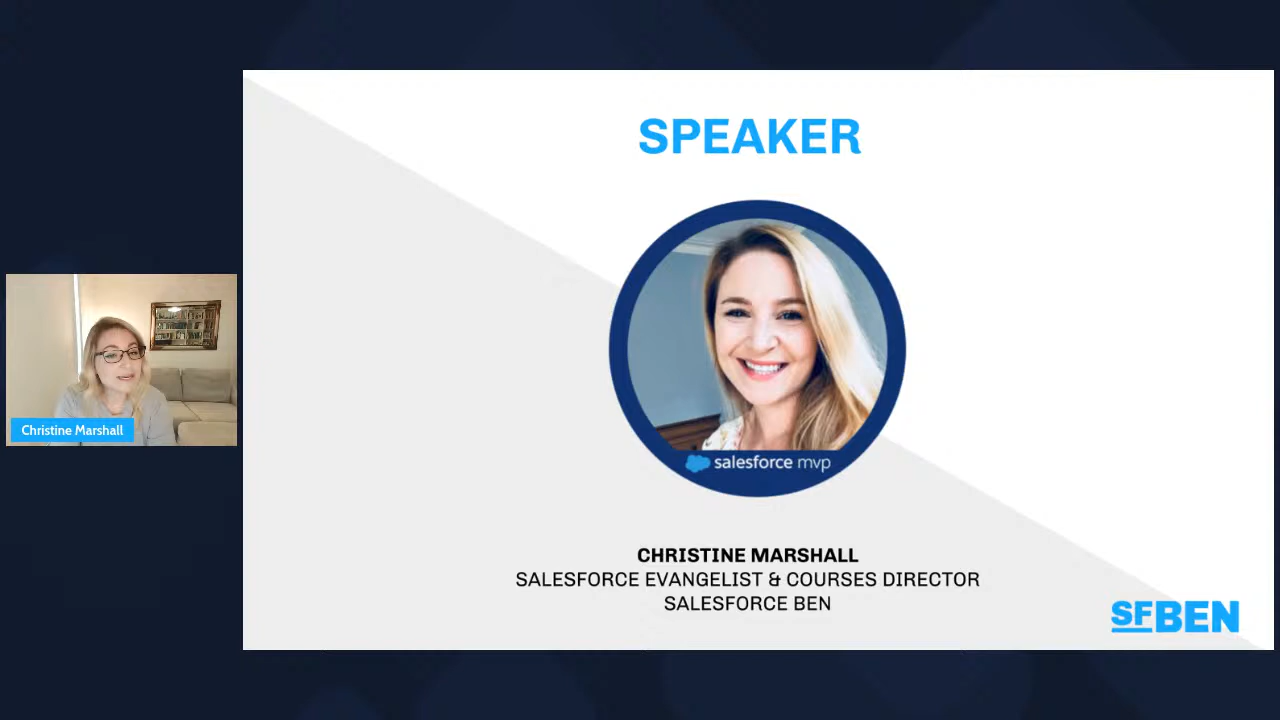 SPEAKER
Christine Marshall
salesforce mvp
CHRISTINE MARSHALL
SALESFORCE EVANGELIST & COURSES DIRECTOR
SALESFORCE BEN
SFBEN